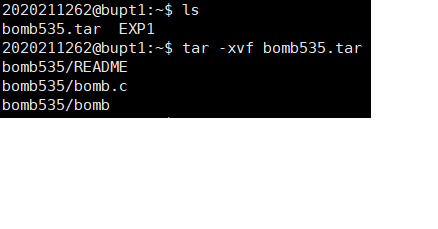 2020211262@bupt1:~$ ls
bomb535.tar  EXP1
2020211262@bupt1:~$ tar -xvf bomb535.tar
bomb535/README
bomb535/bomb.c
bomb535/bomb